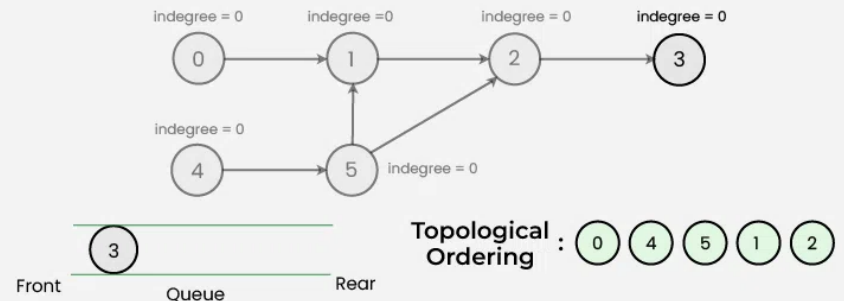 indegree = 0 indegree =0 indegree = 0 indegree = 0
0 1 2 3
indegree = 0
4 5 indegree = 0
3
Front Queue Rear
Topological
Ordering : 0 4 5 1 2